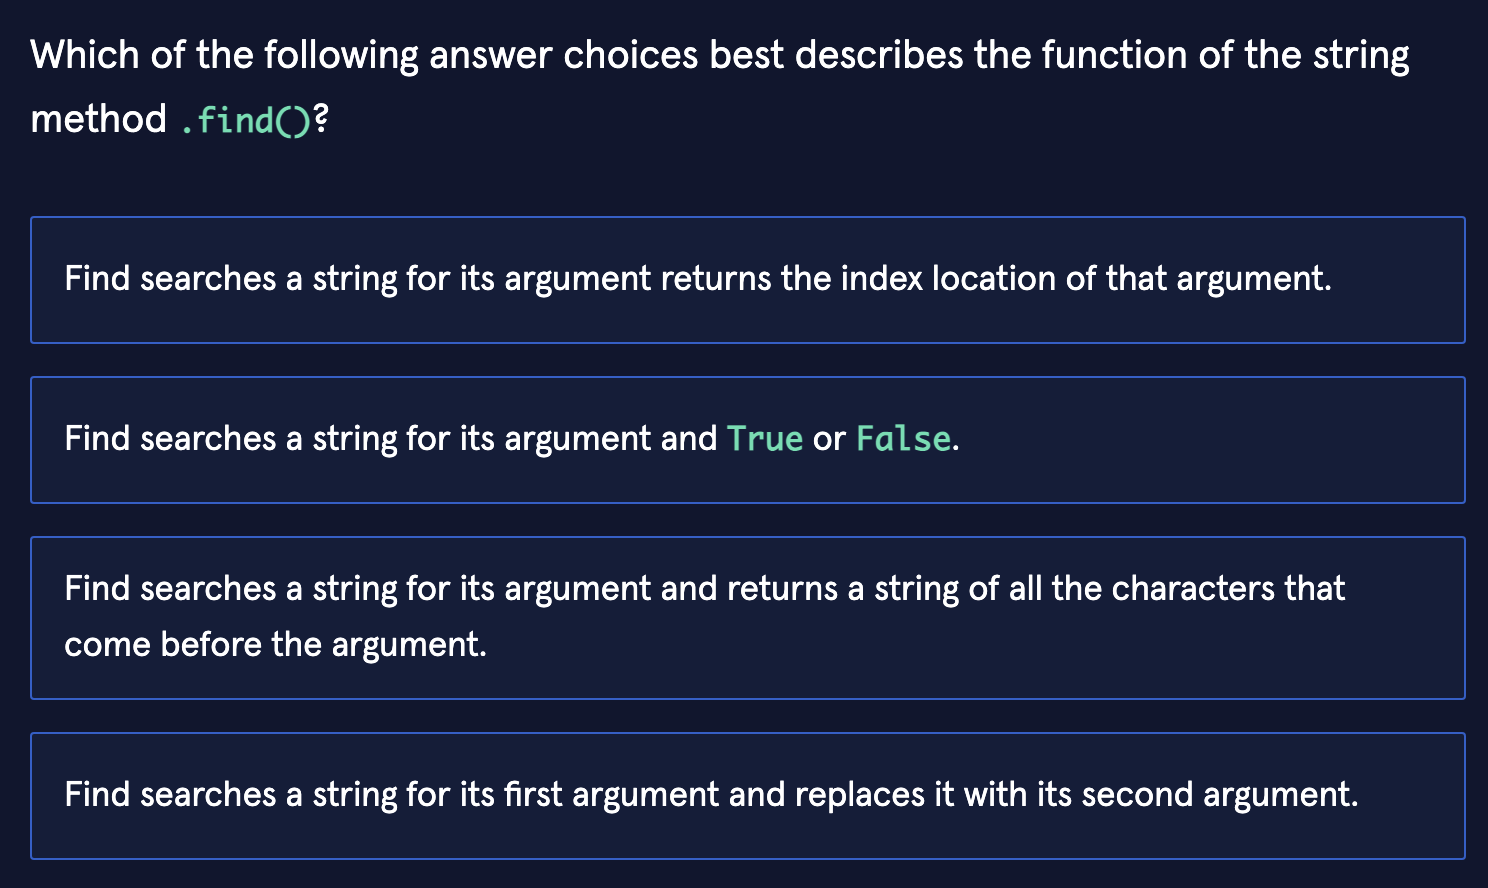 Which of the following answer choices best describes the function of the string
method .find()?
Find searches a string for its argument returns the index location of that argument.
Find searches a string for its argument and True or False.
Find searches a string for its argument and returns a string of all the characters that
come before the argument.
Find searches a string for its first argument and replaces it with its second argument.